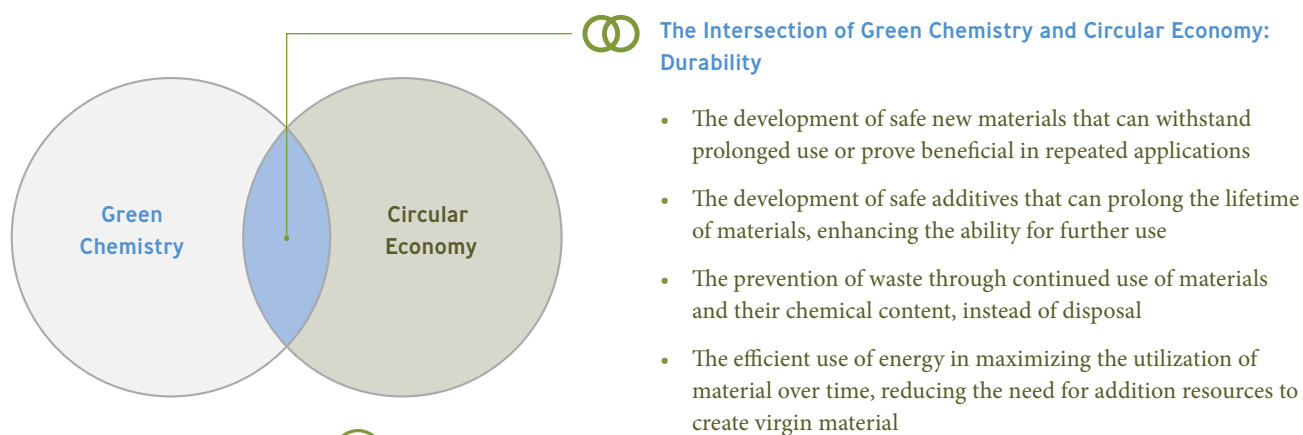 The Intersection of Green Chemistry and Circular Economy:
Durability
Green
Chemistry
Circular
Economy
• The development of safe new materials that can withstand
prolonged use or prove beneficial in repeated applications
• The development of safe additives that can prolong the lifetime
of materials, enhancing the ability for further use
• The prevention of waste through continued use of materials
and their chemical content, instead of disposal
• The efficient use of energy in maximizing the utilization of
material over time, reducing the need for addition resources to
create virgin material